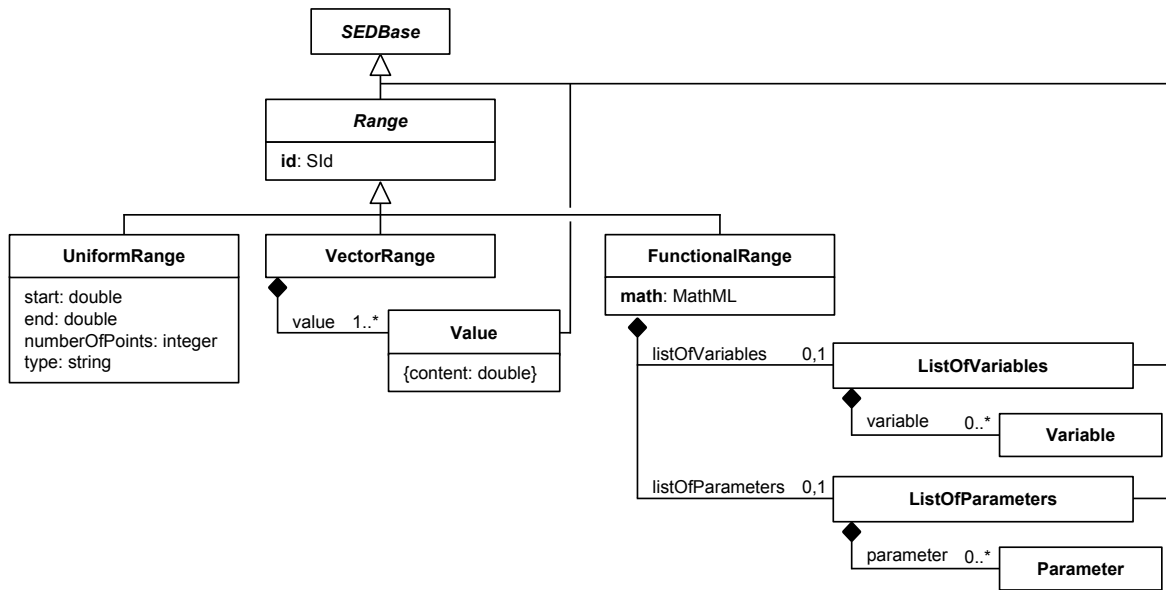 SEDBase
Range
id: SId
UniformRange
start: double
end: double
numberOfPoints: integer
type: string
VectorRange
value 1..*
Value
{content: double}
FunctionalRange
math: MathML
listOfVariables 0,1
ListOfVariables
variable 0..*
Variable
listOfParameters 0,1
ListOfParameters
parameter 0..*
Parameter